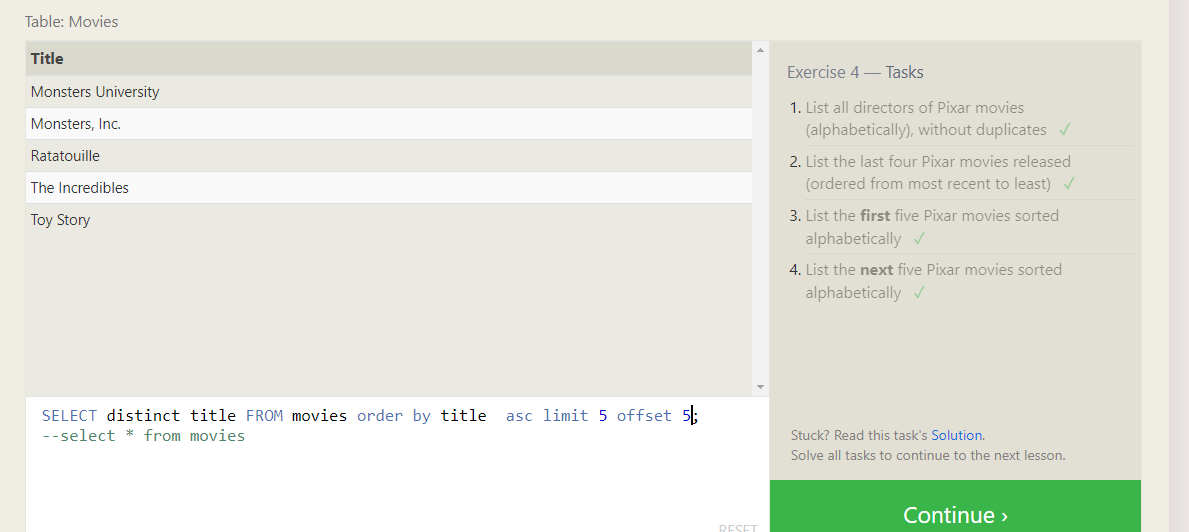 Table: Movies
Title
Monsters University
Monsters, Inc.
Ratatouille
The Incredibles
Toy Story
SELECT distinct title FROM movies order by title  asc limit 5 offset 5;
--select * from movies
RESET
Exercise 4 — Tasks
1. List all directors of Pixar movies
(alphabetically), without duplicates ✓
2. List the last four Pixar movies released
(ordered from most recent to least) ✓
3. List the first five Pixar movies sorted
alphabetically ✓
4. List the next five Pixar movies sorted
alphabetically ✓
Stuck? Read this task's Solution.
Solve all tasks to continue to the next lesson.
Continue ›